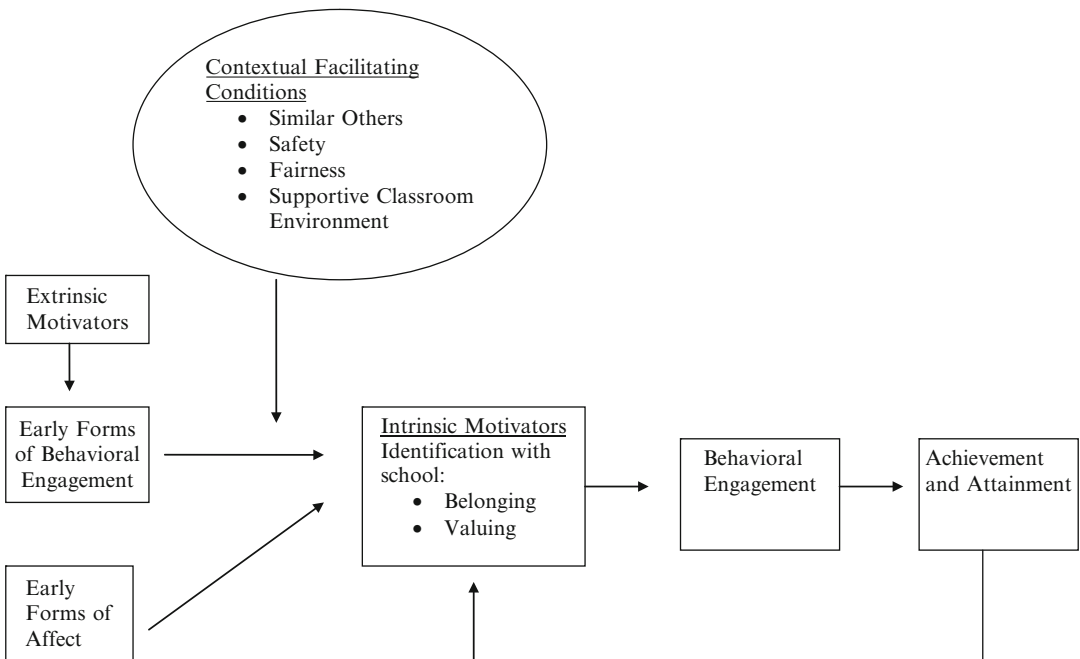 Contextual Facilitating
Conditions
• Similar Others
• Safety
• Fairness
• Supportive Classroom
Environment
Extrinsic
Motivators
Early Forms
of Behavioral
Engagement
Early
Forms of
Affect
Intrinsic Motivators
Identification with
school:
• Belonging
• Valuing
Behavioral
Engagement
Achievement
and Attainment